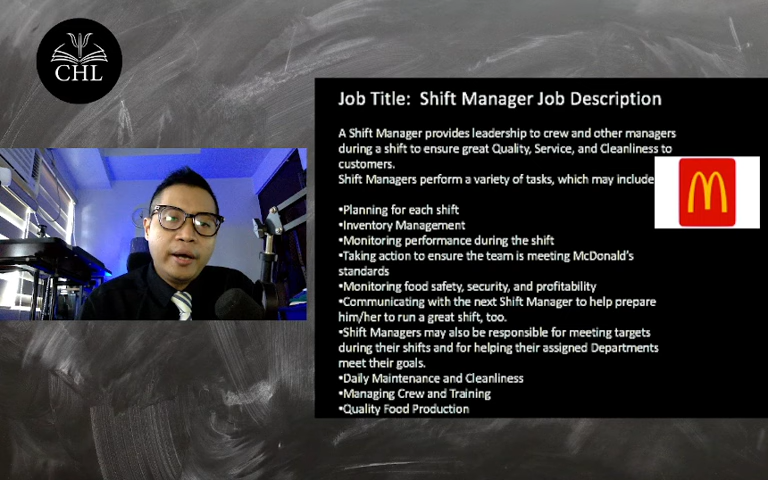 CHL
Job Title: Shift Manager Job Description
A Shift Manager provides leadership to crew and other managers
during a shift to ensure great Quality, Service, and Cleanliness to
customers.
Shift Managers perform a variety of tasks, which may include
•Planning for each shift
•Inventory Management
•Monitoring performance during the shift
•Taking action to ensure the team is meeting McDonald's
standards
•Monitoring food safety, security, and profitability
•Communicating with the next Shift Manager to help prepare
him/her to run a great shift, too.
•Shift Managers may also be responsible for meeting targets
during their shifts and for helping their assigned Departments
meet their goals.
•Daily Maintenance and Cleanliness
•Managing Crew and Training
•Quality Food Production